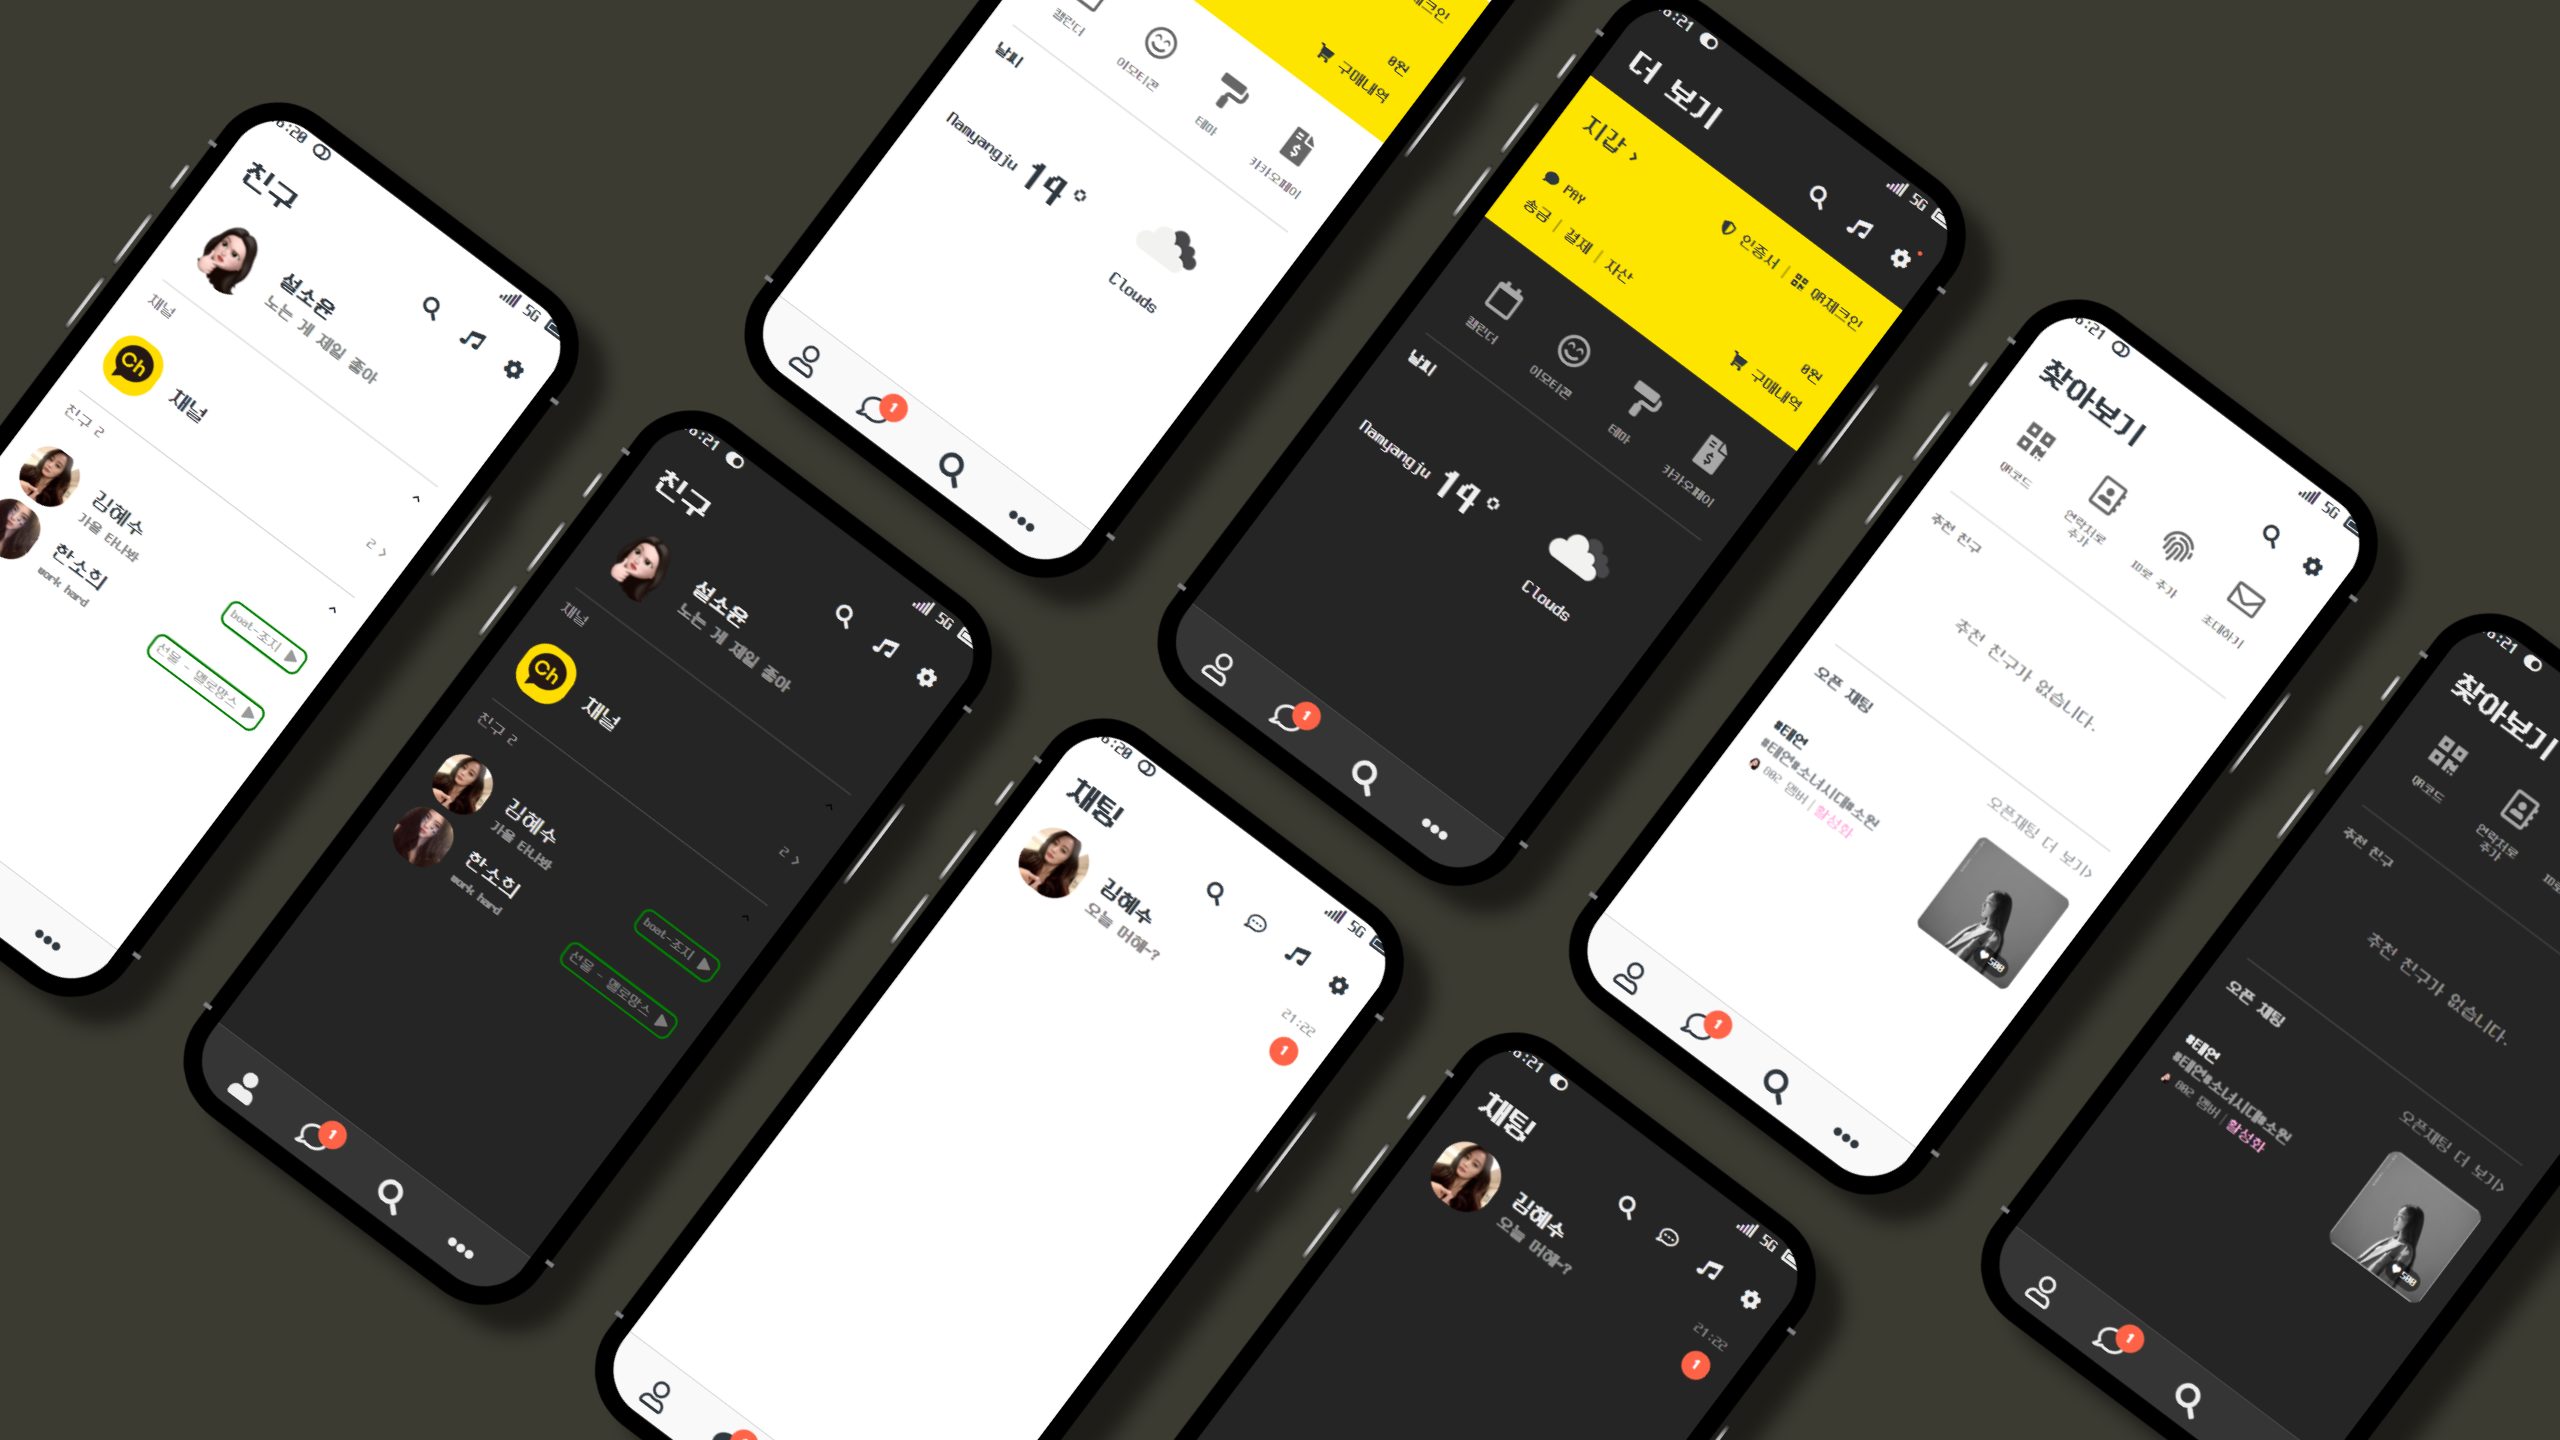 친구
5G
설소윤
노는 게 제일 좋아
채널
Ch
채널
친구 2
2 >
김혜수
가을 타나봐
boat-조지 ▶
한소희
work hard
선물 - 멜로망스 ▶
:21
친구
5G
설소윤
노는 게 제일 좋아
채널
Ch
채널
친구 2
2 >
김혜수
가을 타나봐
boat-조지 ▶
한소희
work hard
선물 - 멜로망스 ▶
1
0원
구매내역
캘린더
이모티콘
테마
카카오페이
날씨
Namyangju 14°
Clouds
1
:20
채팅
5G
김혜수
오늘 머해~?
21:22
1
:21
더 보기
5G
지갑 >
PAY
송금 | 결제 | 자산
인증서 | QR체크인
0원
구매내역
캘린더
이모티콘
테마
카카오페이
날씨
Namyangju 14°
Clouds
1
:21
채팅
5G
김혜수
오늘 머해~?
21:22
1
:21
찾아보기
5G
QR코드
연락처로
추가
ID로 추가
초대하기
추천 친구
추천 친구가 없습니다.
오픈 채팅
오픈채팅 더 보기>
#태연
#태연#소녀시대#소원
802 멤버 | 활성화
500
1
:21
찾아보기
QR코드
연락처로
추가
추천 친구
추천 친구가 없습니다.
오픈 채팅
오픈채팅 더 보기>
#태연
#태연#소녀시대#소원
802 멤버 | 활성화
500
1